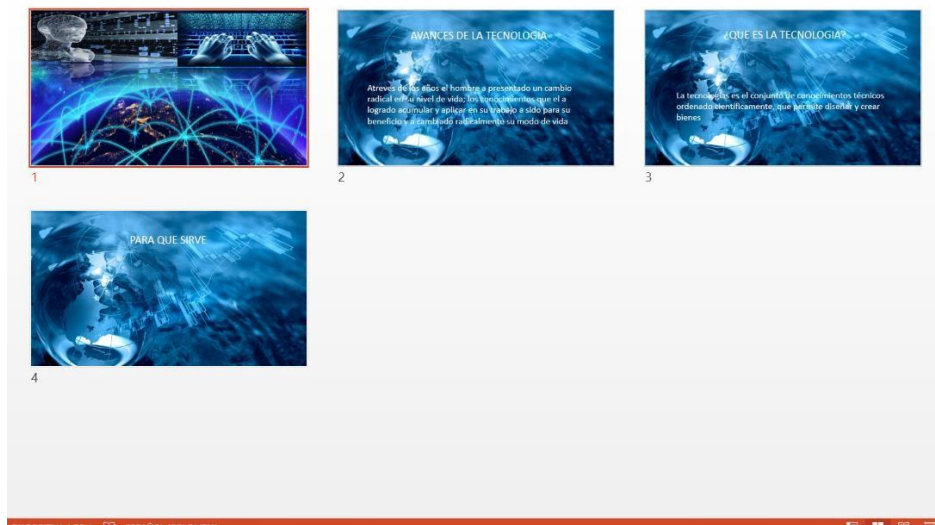 1
AVANCES DE LA TECNOLOGIA
Atreves de los años el hombre a presentado un cambio
radical en su nivel de vida; los conocimientos que el a
logrado acumular y aplicar en su trabajo a sido para su
beneficio y a cambiado radicalmente su modo de vida
2
¿QUE ES LA TECNOLOGIA?
La tecnologías es el conjunto de conocimientos técnicos
ordenado científicamente, que permite diseñar y crear
bienes
3
PARA QUE SIRVE
4